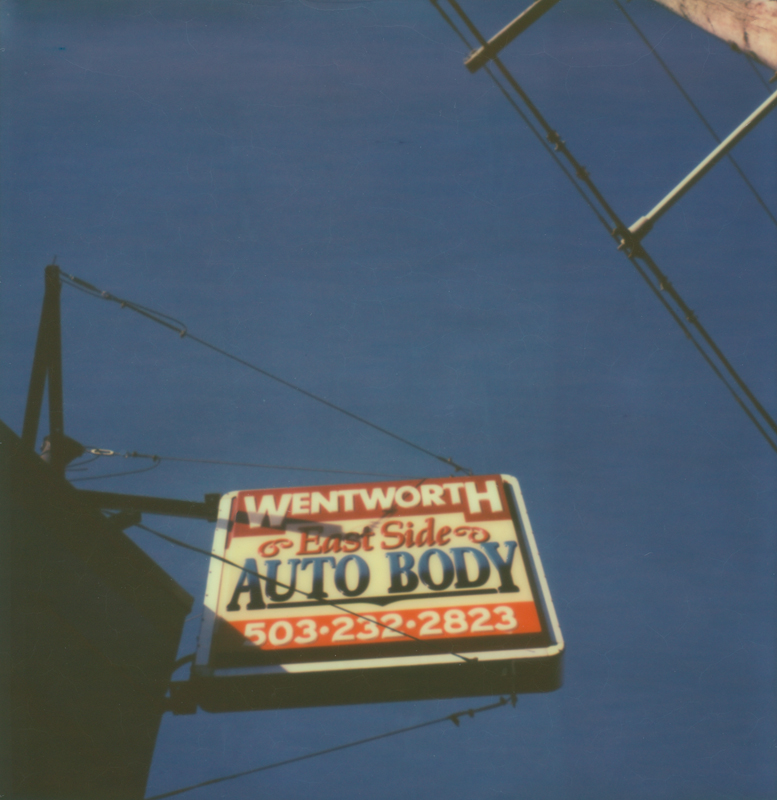 WENTWORTH
East Side
AUTO BODY
503•232•2823